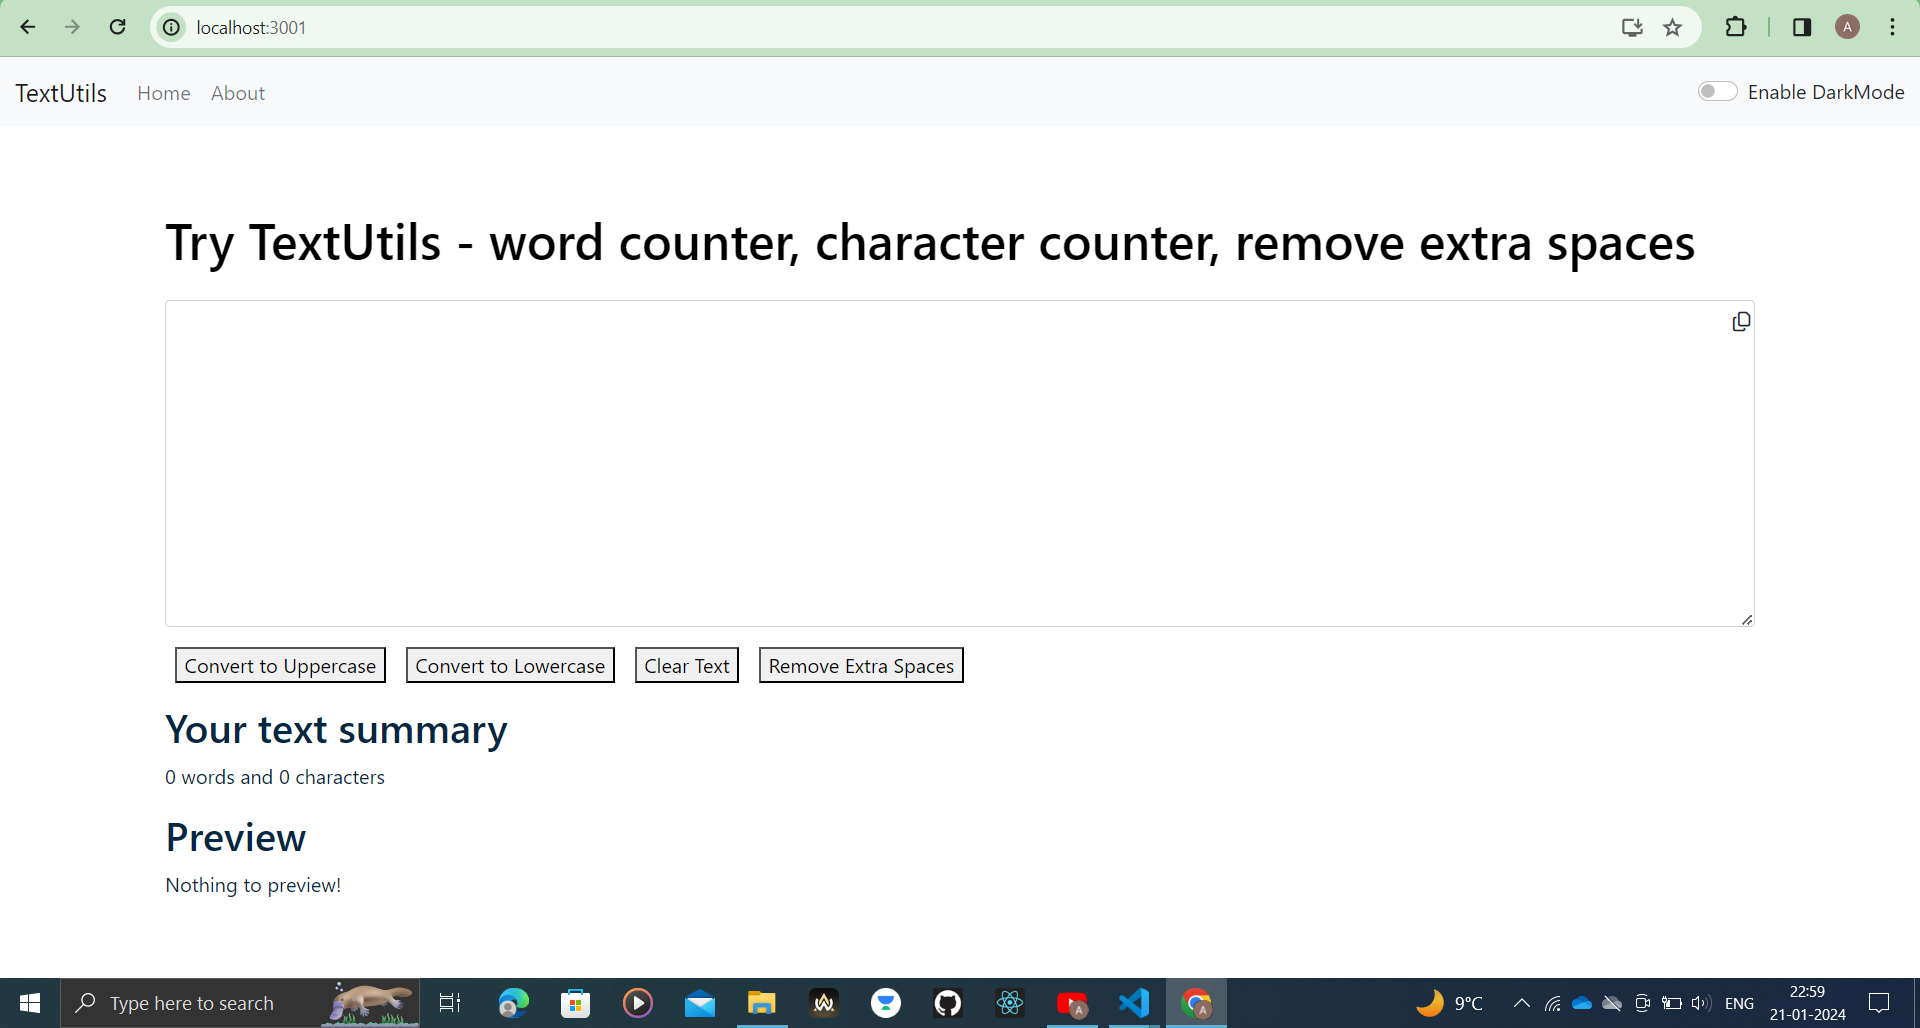 localhost:3001
A
TextUtils Home About Enable DarkMode
Try TextUtils - word counter, character counter, remove extra spaces
Convert to Uppercase Convert to Lowercase Clear Text Remove Extra Spaces
Your text summary
0 words and 0 characters
Preview
Nothing to preview!
Type here to search A A 9°C ENG 22:59
21-01-2024